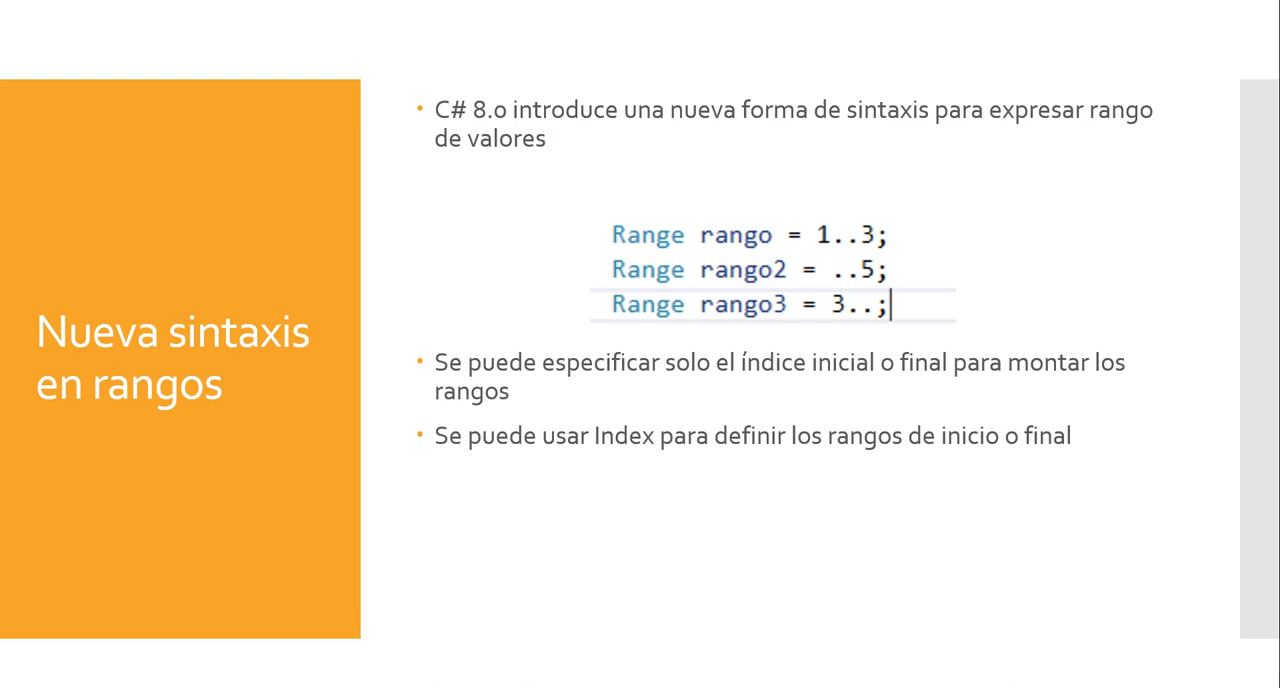 Nueva sintaxis
en rangos
• C# 8.0 introduce una nueva forma de sintaxis para expresar rango
de valores
Range rango = 1..3;
Range rango2 = ..5;
Range rango3 = 3..;
• Se puede especificar solo el índice inicial o final para montar los
rangos
• Se puede usar Index para definir los rangos de inicio o final